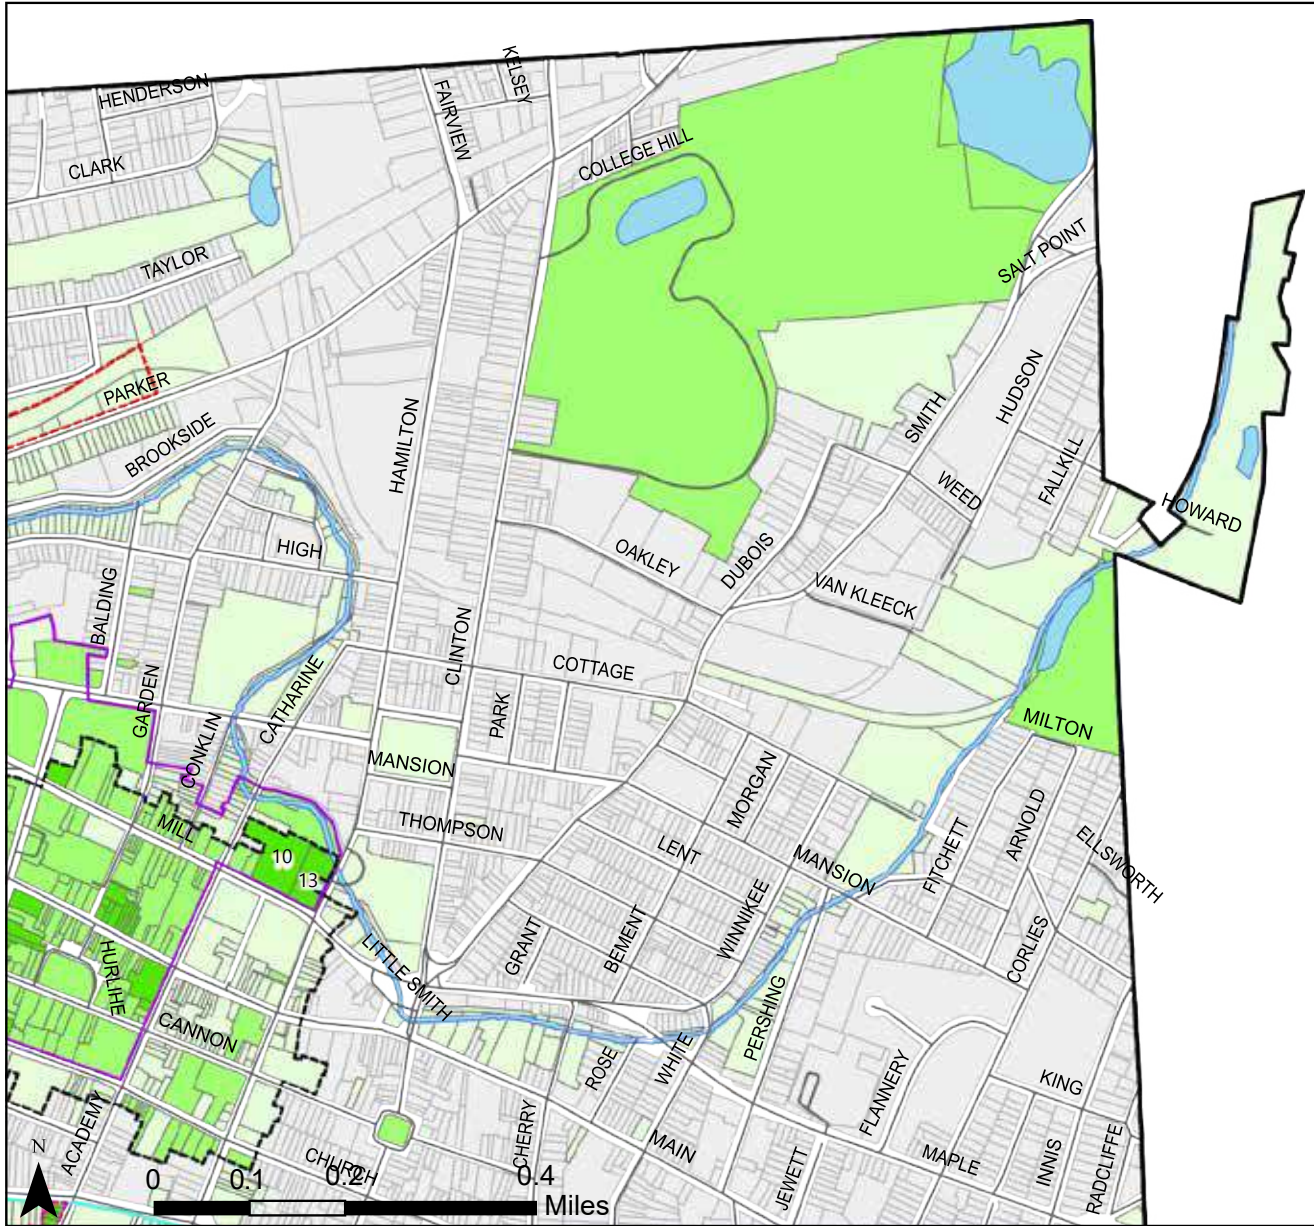 KELSEY
HENDERSON
FAIRVIEW
COLLEGE HILL
CLARK
SALT POINT
TAYLOR
PARKER
HUDSON
SMITH
BROOKSIDE
HAMILTON
FALLKILL
WEED
HOWARD
HIGH
OAKLEY
DUBOIS
VAN KLEECK
BALDING
CLINTON
COTTAGE
GARDEN
CATHARINE
PARK
MILTON
CONKLIN
MANSION
MORGAN
MILL
THOMPSON
LENT
ARNOLD
ELLSWORTH
10
13
MANSION
FITCHETT
GRANT
BEMENT
WINNIKEE
CORLIES
HURLIHE
LITTLE SMITH
PERSHING
CANNON
ROSE
WHITE
FLANNERY
KING
ACADEMY
CHERRY
MAIN
CHURCH
MAPLE
INNIS
RADCLIFFE
JEWETT
N
0 0.1 0.2 0.4
Miles